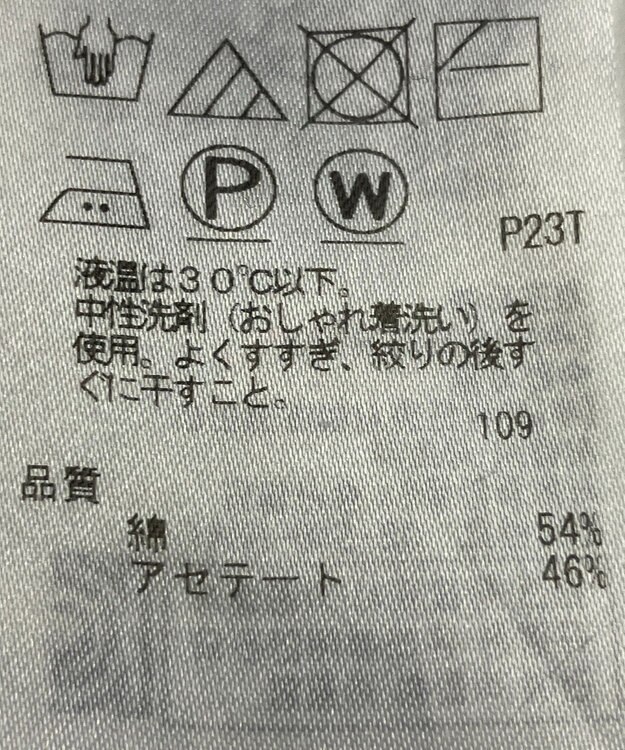 P W
P23T
液温は30℃以下。
中性洗剤（おしゃれ着洗い）を
使用。よくすすぎ、絞りの後す
ぐに干すこと。
109
品質
綿 54%
アセテート 46%